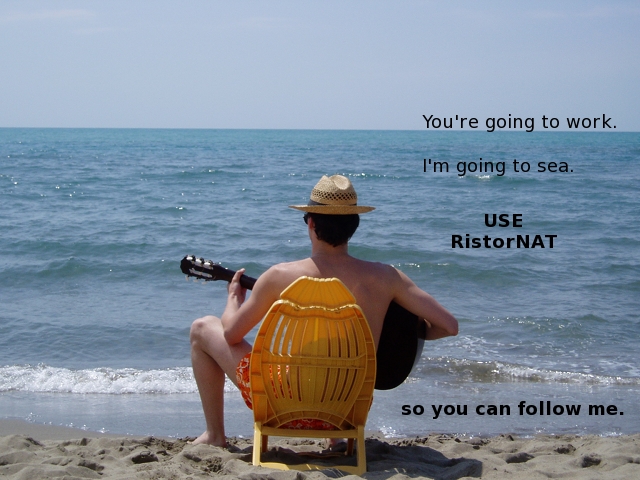 You're going to work.
I'm going to sea.
USE
RistorNAT
so you can follow me.